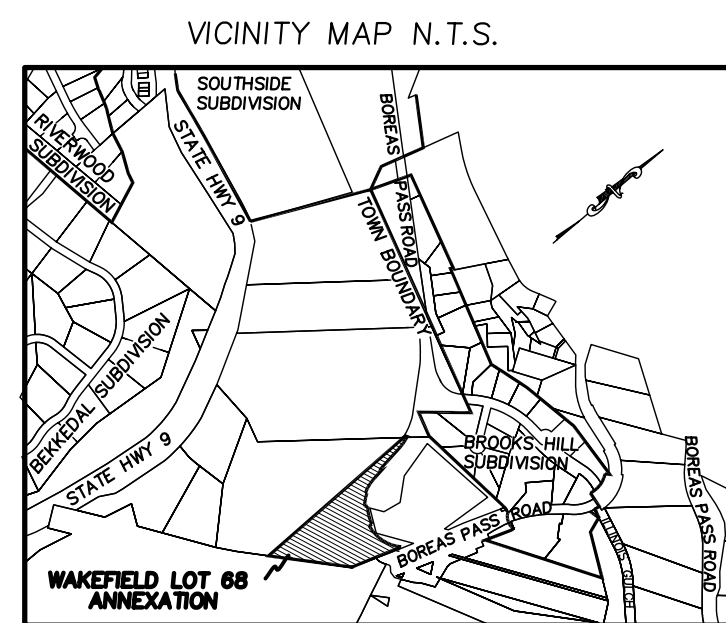 VICINITY MAP N.T.S.
SOUTHSIDE
SUBDIVISION
RIVERWOOD
SUBDIVISION
STATE HWY 9
BOREAS PASS ROAD
TOWN BOUNDARY
BEKKEDAL SUBDIVISION
STATE HWY 9
BROOKS HILL
SUBDIVISION
BOREAS PASS ROAD
BOREAS PASS ROAD
ILLINOIS GULCH
WAKEFIELD LOT 68
ANNEXATION